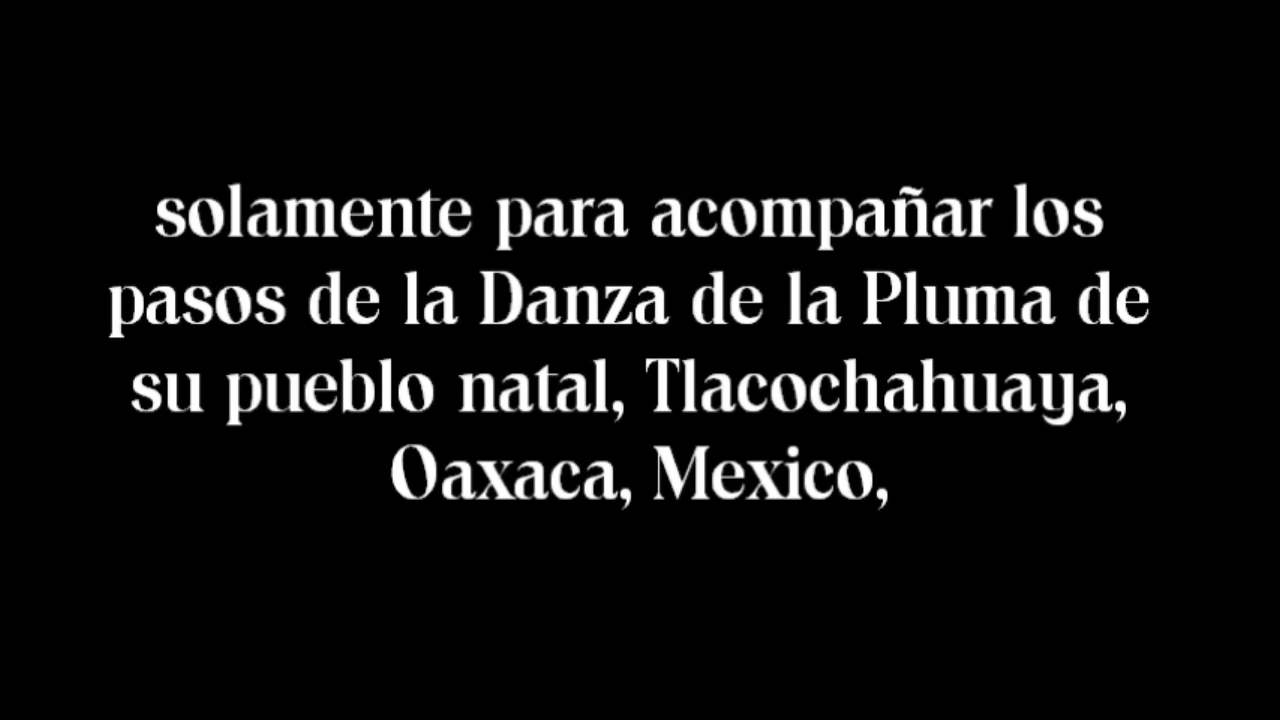 solamente para acompañar los
pasos de la Danza de la Pluma de
su pueblo natal, Tlacochahuaya,
Oaxaca, Mexico,